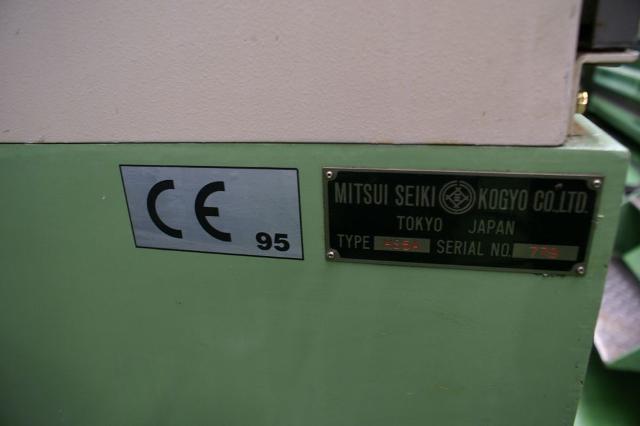 CE 95
MITSUI SEIKI KOGYO CO.,LTD.
TOKYO JAPAN
TYPE SERIAL NO.